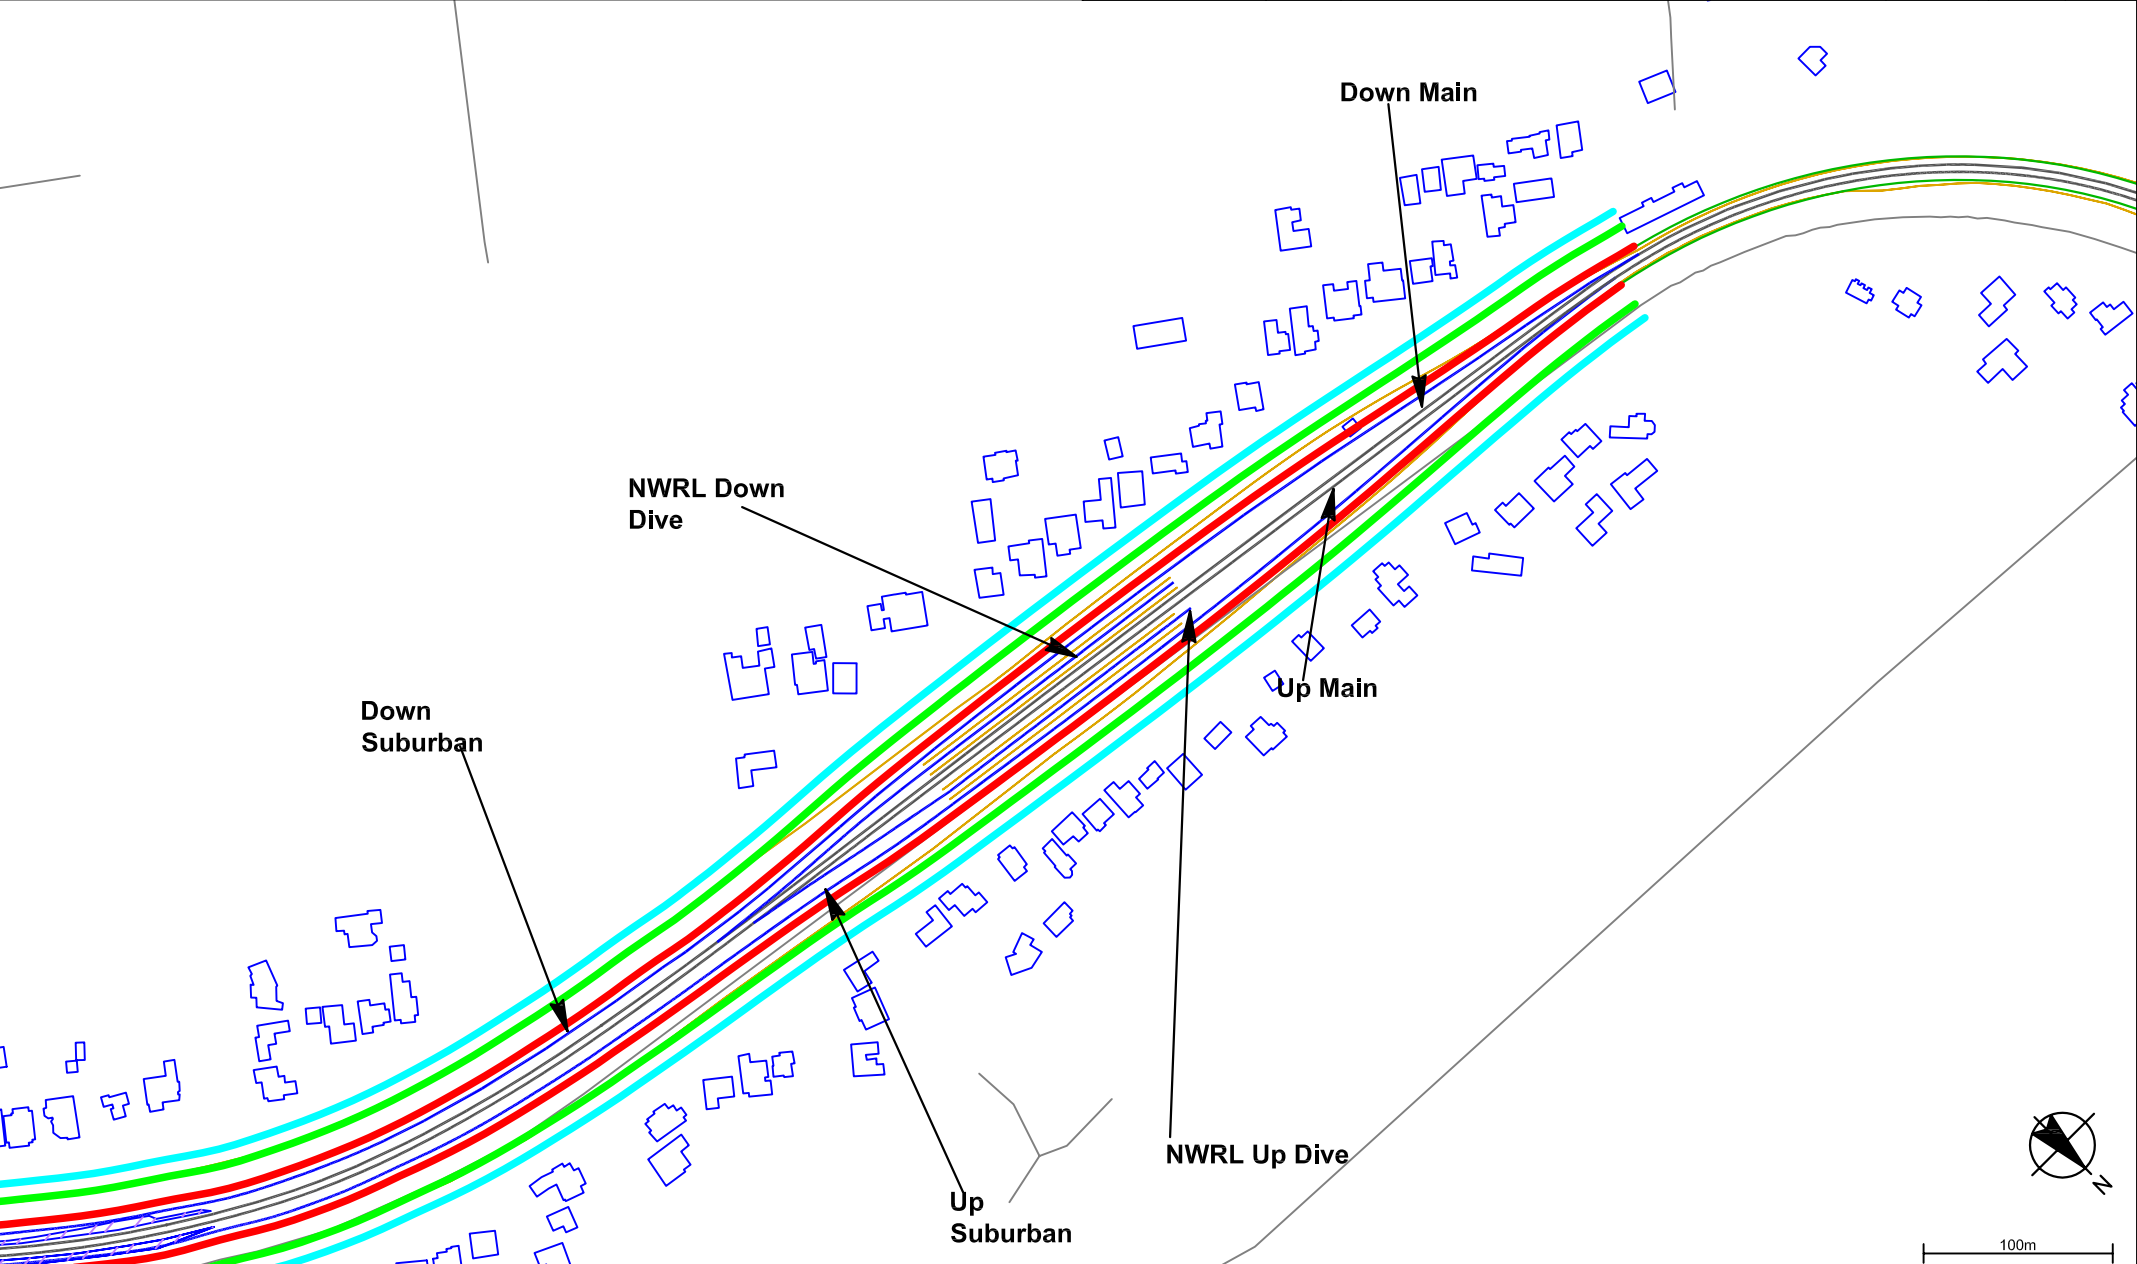 Down Main
NWRL Down
Dive
Up Main
Down
Suburban
NWRL Up Dive
Up
Suburban
N
100m